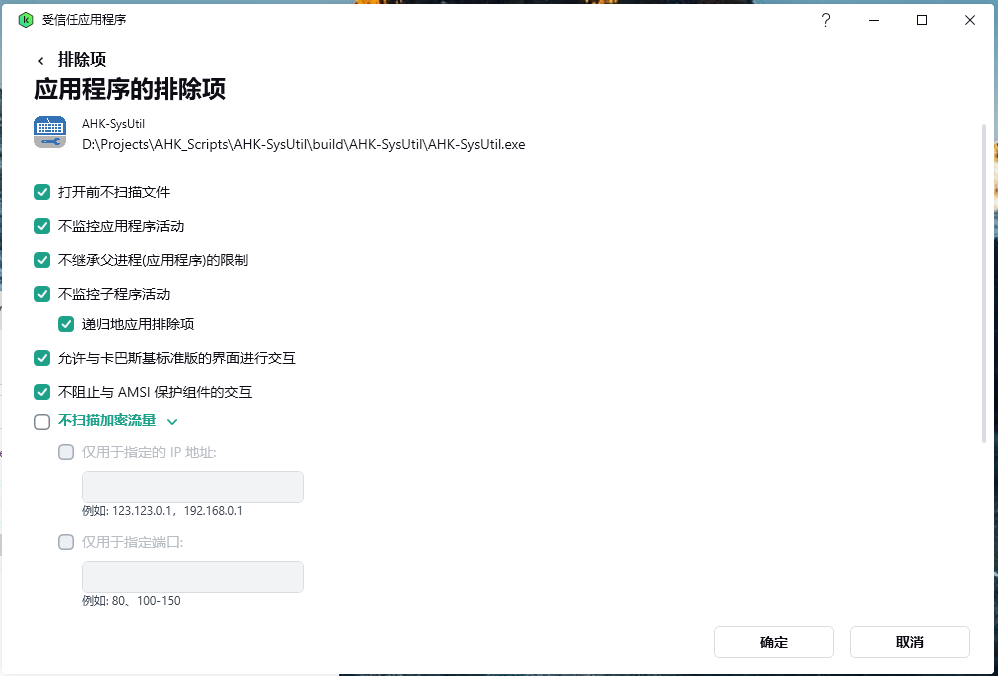 受信任应用程序
?
排除项
应用程序的排除项
AHK-SysUtil
D:\Projects\AHK_Scripts\AHK-SysUtil\build\AHK-SysUtil\AHK-SysUtil.exe
打开前不扫描文件
不监控应用程序活动
不继承父进程(应用程序)的限制
不监控子程序活动
递归地应用排除项
允许与卡巴斯基标准版的界面进行交互
不阻止与 AMSI 保护组件的交互
不扫描加密流量
仅用于指定的 IP 地址:
例如: 123.123.0.1，192.168.0.1
仅用于指定端口:
例如: 80、100-150
确定 取消